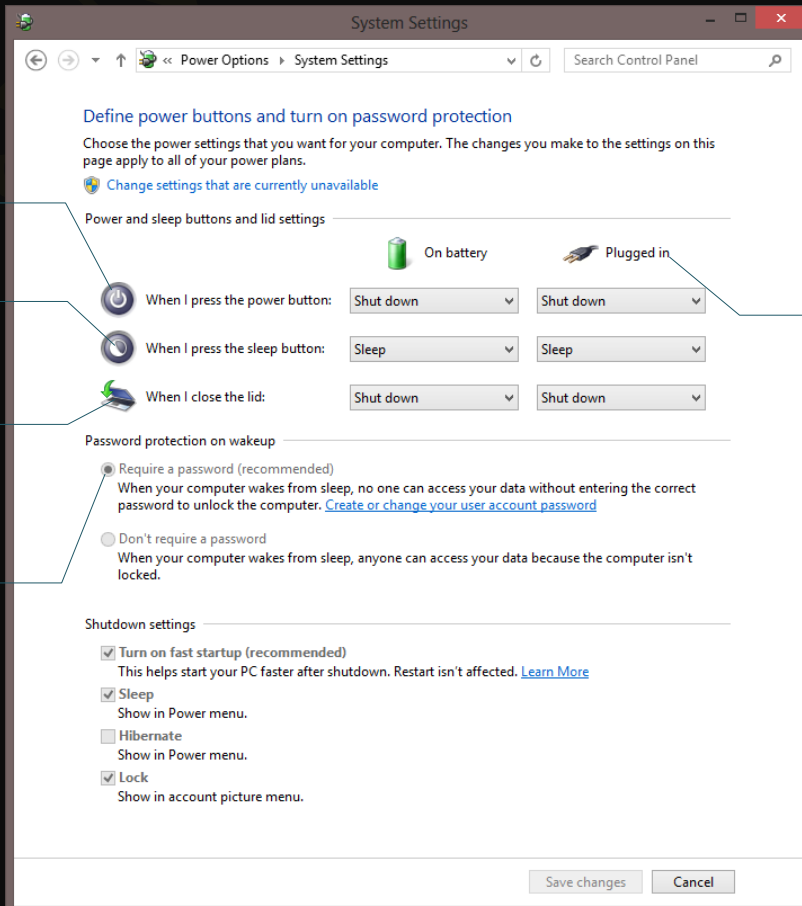 System Settings
« Power Options System Settings
Search Control Panel
Define power buttons and turn on password protection
Choose the power settings that you want for your computer. The changes you make to the settings on this
page apply to all of your power plans.
Change settings that are currently unavailable
Power and sleep buttons and lid settings
On battery Plugged in
When I press the power button: Shut down Shut down
When I press the sleep button: Sleep Sleep
When I close the lid: Shut down Shut down
Password protection on wakeup
Require a password (recommended)
When your computer wakes from sleep, no one can access your data without entering the correct
password to unlock the computer. Create or change your user account password
Don't require a password
When your computer wakes from sleep, anyone can access your data because the computer isn't
locked.
Shutdown settings
Turn on fast startup (recommended)
This helps start your PC faster after shutdown. Restart isn't affected. Learn More
Sleep
Show in Power menu.
Hibernate
Show in Power menu.
Lock
Show in account picture menu.
Save changes Cancel